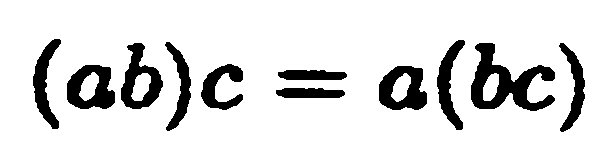 (ab)c = a(bc)